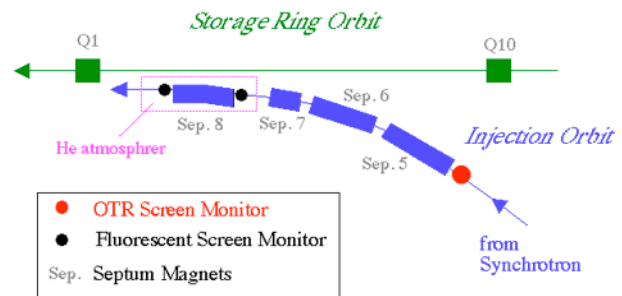 Storage Ring Orbit
Q1
Q10
Sep. 6
Sep. 8
Sep. 7
Injection Orbit
He atmosphrer
Sep. 5
OTR Screen Monitor
Fluorescent Screen Monitor
Sep. Septum Magnets
from
Synchrotron